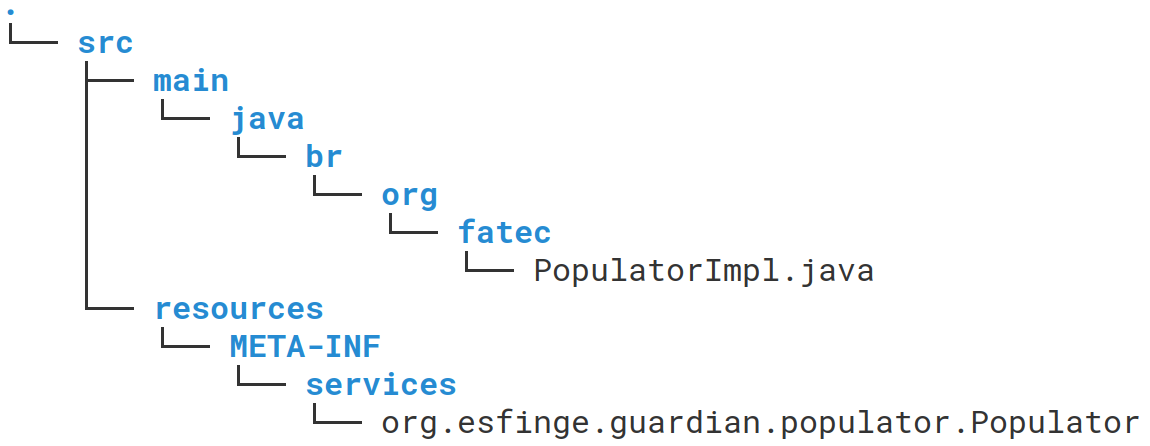 .
src
main
java
br
org
fatec
PopulatorImpl.java
resources
META-INF
services
org.esfinge.guardian.populator.Populator